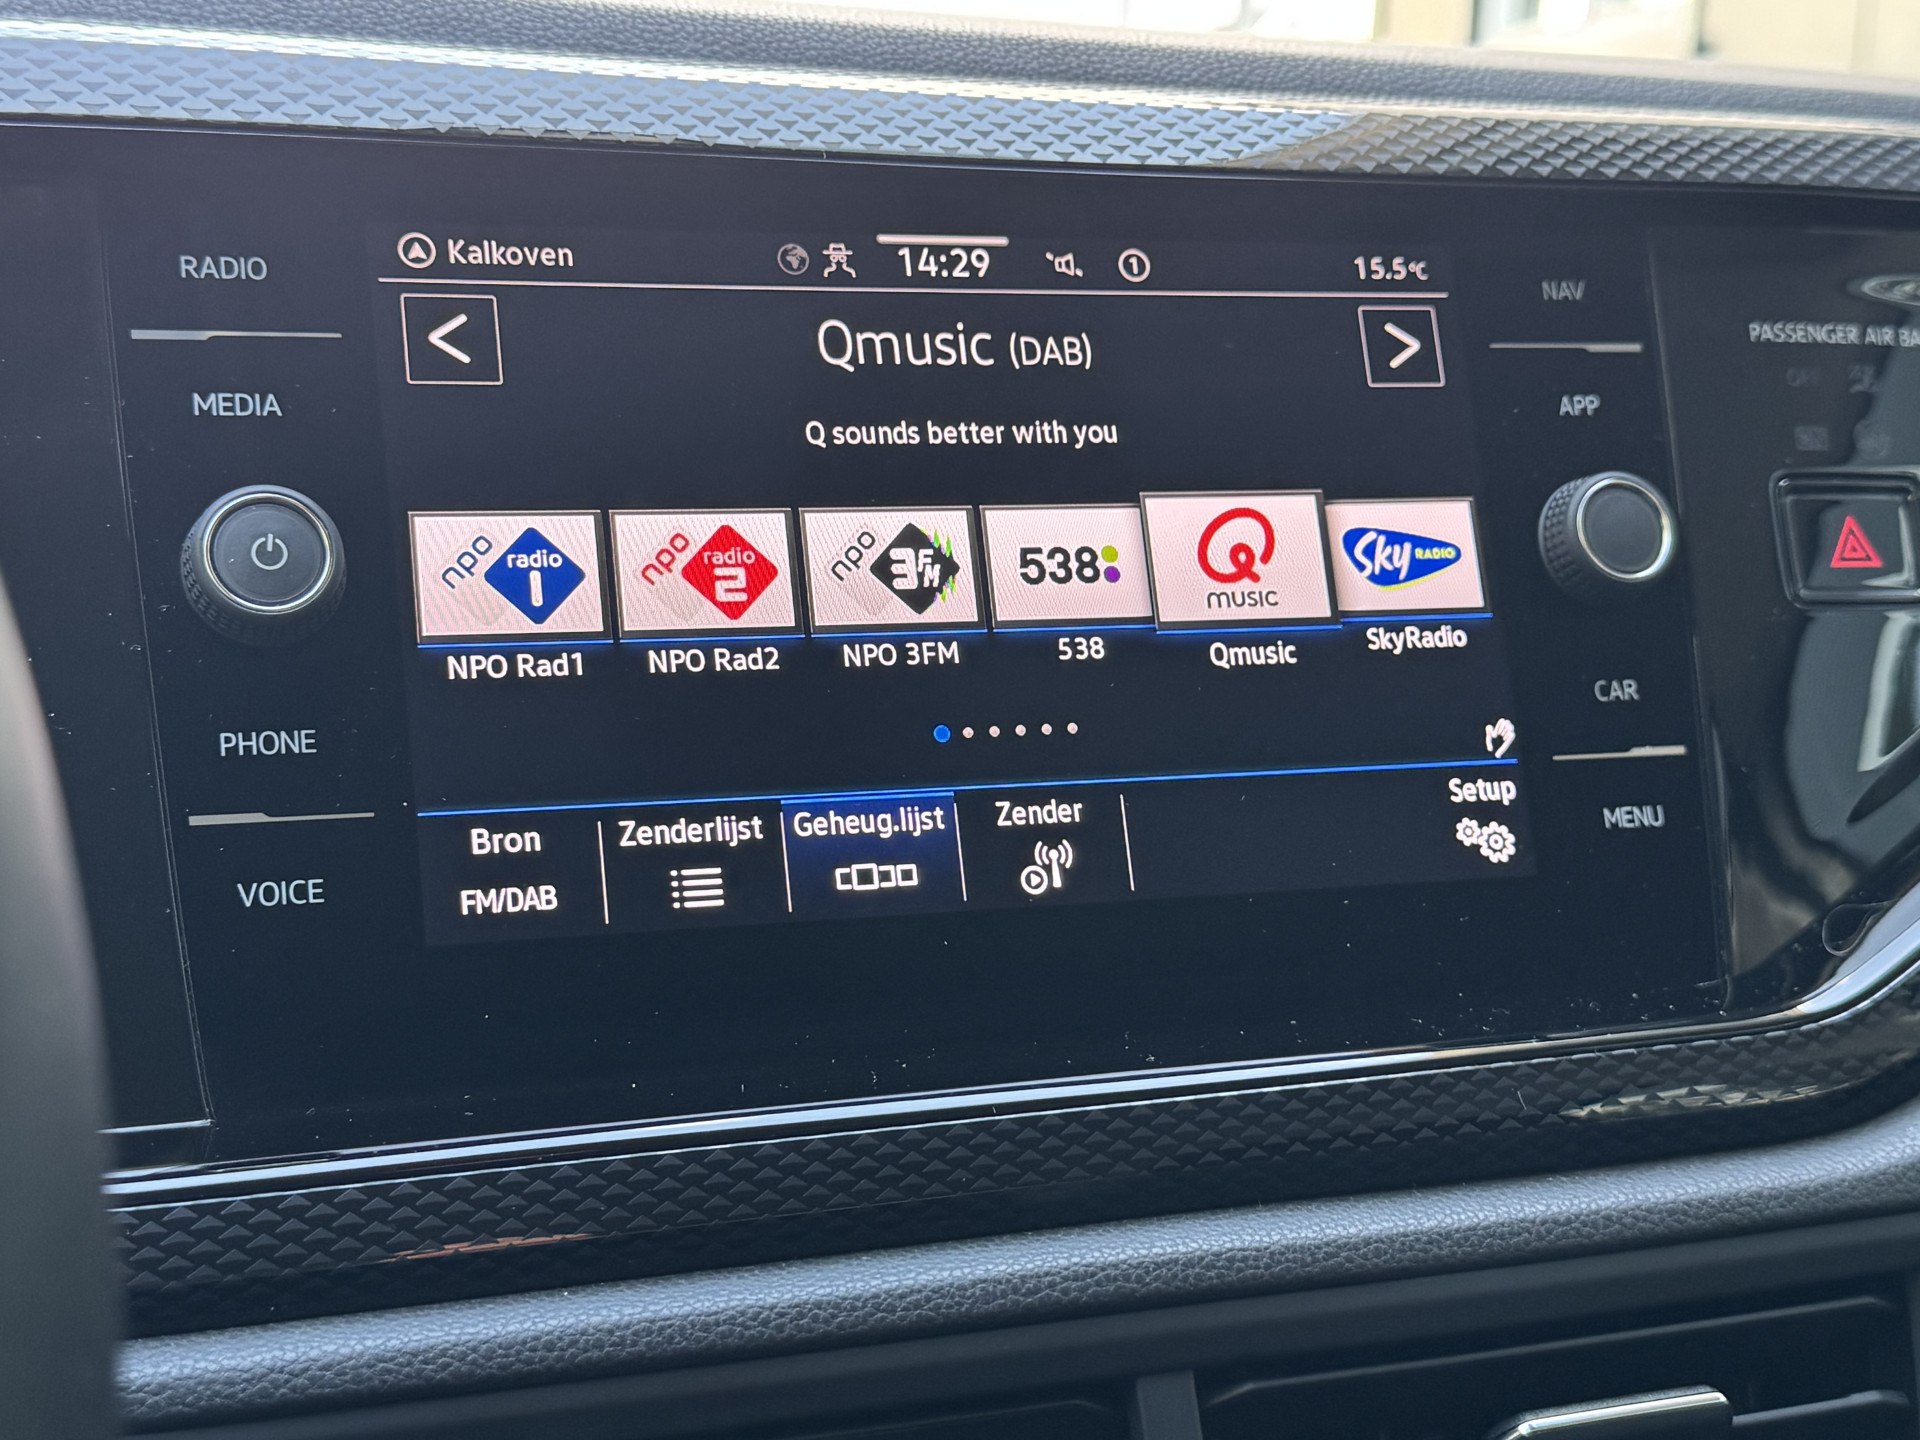 RADIO
MEDIA
PHONE
VOICE
Kalkoven
14:29
1
15.5°C
<
Qmusic (DAB)
>
Q sounds better with you
npo radio 1
npo radio 2
npo 3FM
538
Q MUSIC
Sky RADIO
NPO Rad1
NPO Rad2
NPO 3FM
538
Qmusic
SkyRadio
Bron
FM/DAB
Zenderlijst
Geheug.lijst
Zender
Setup
NAV
APP
CAR
MENU
PASSENGER AIR BA